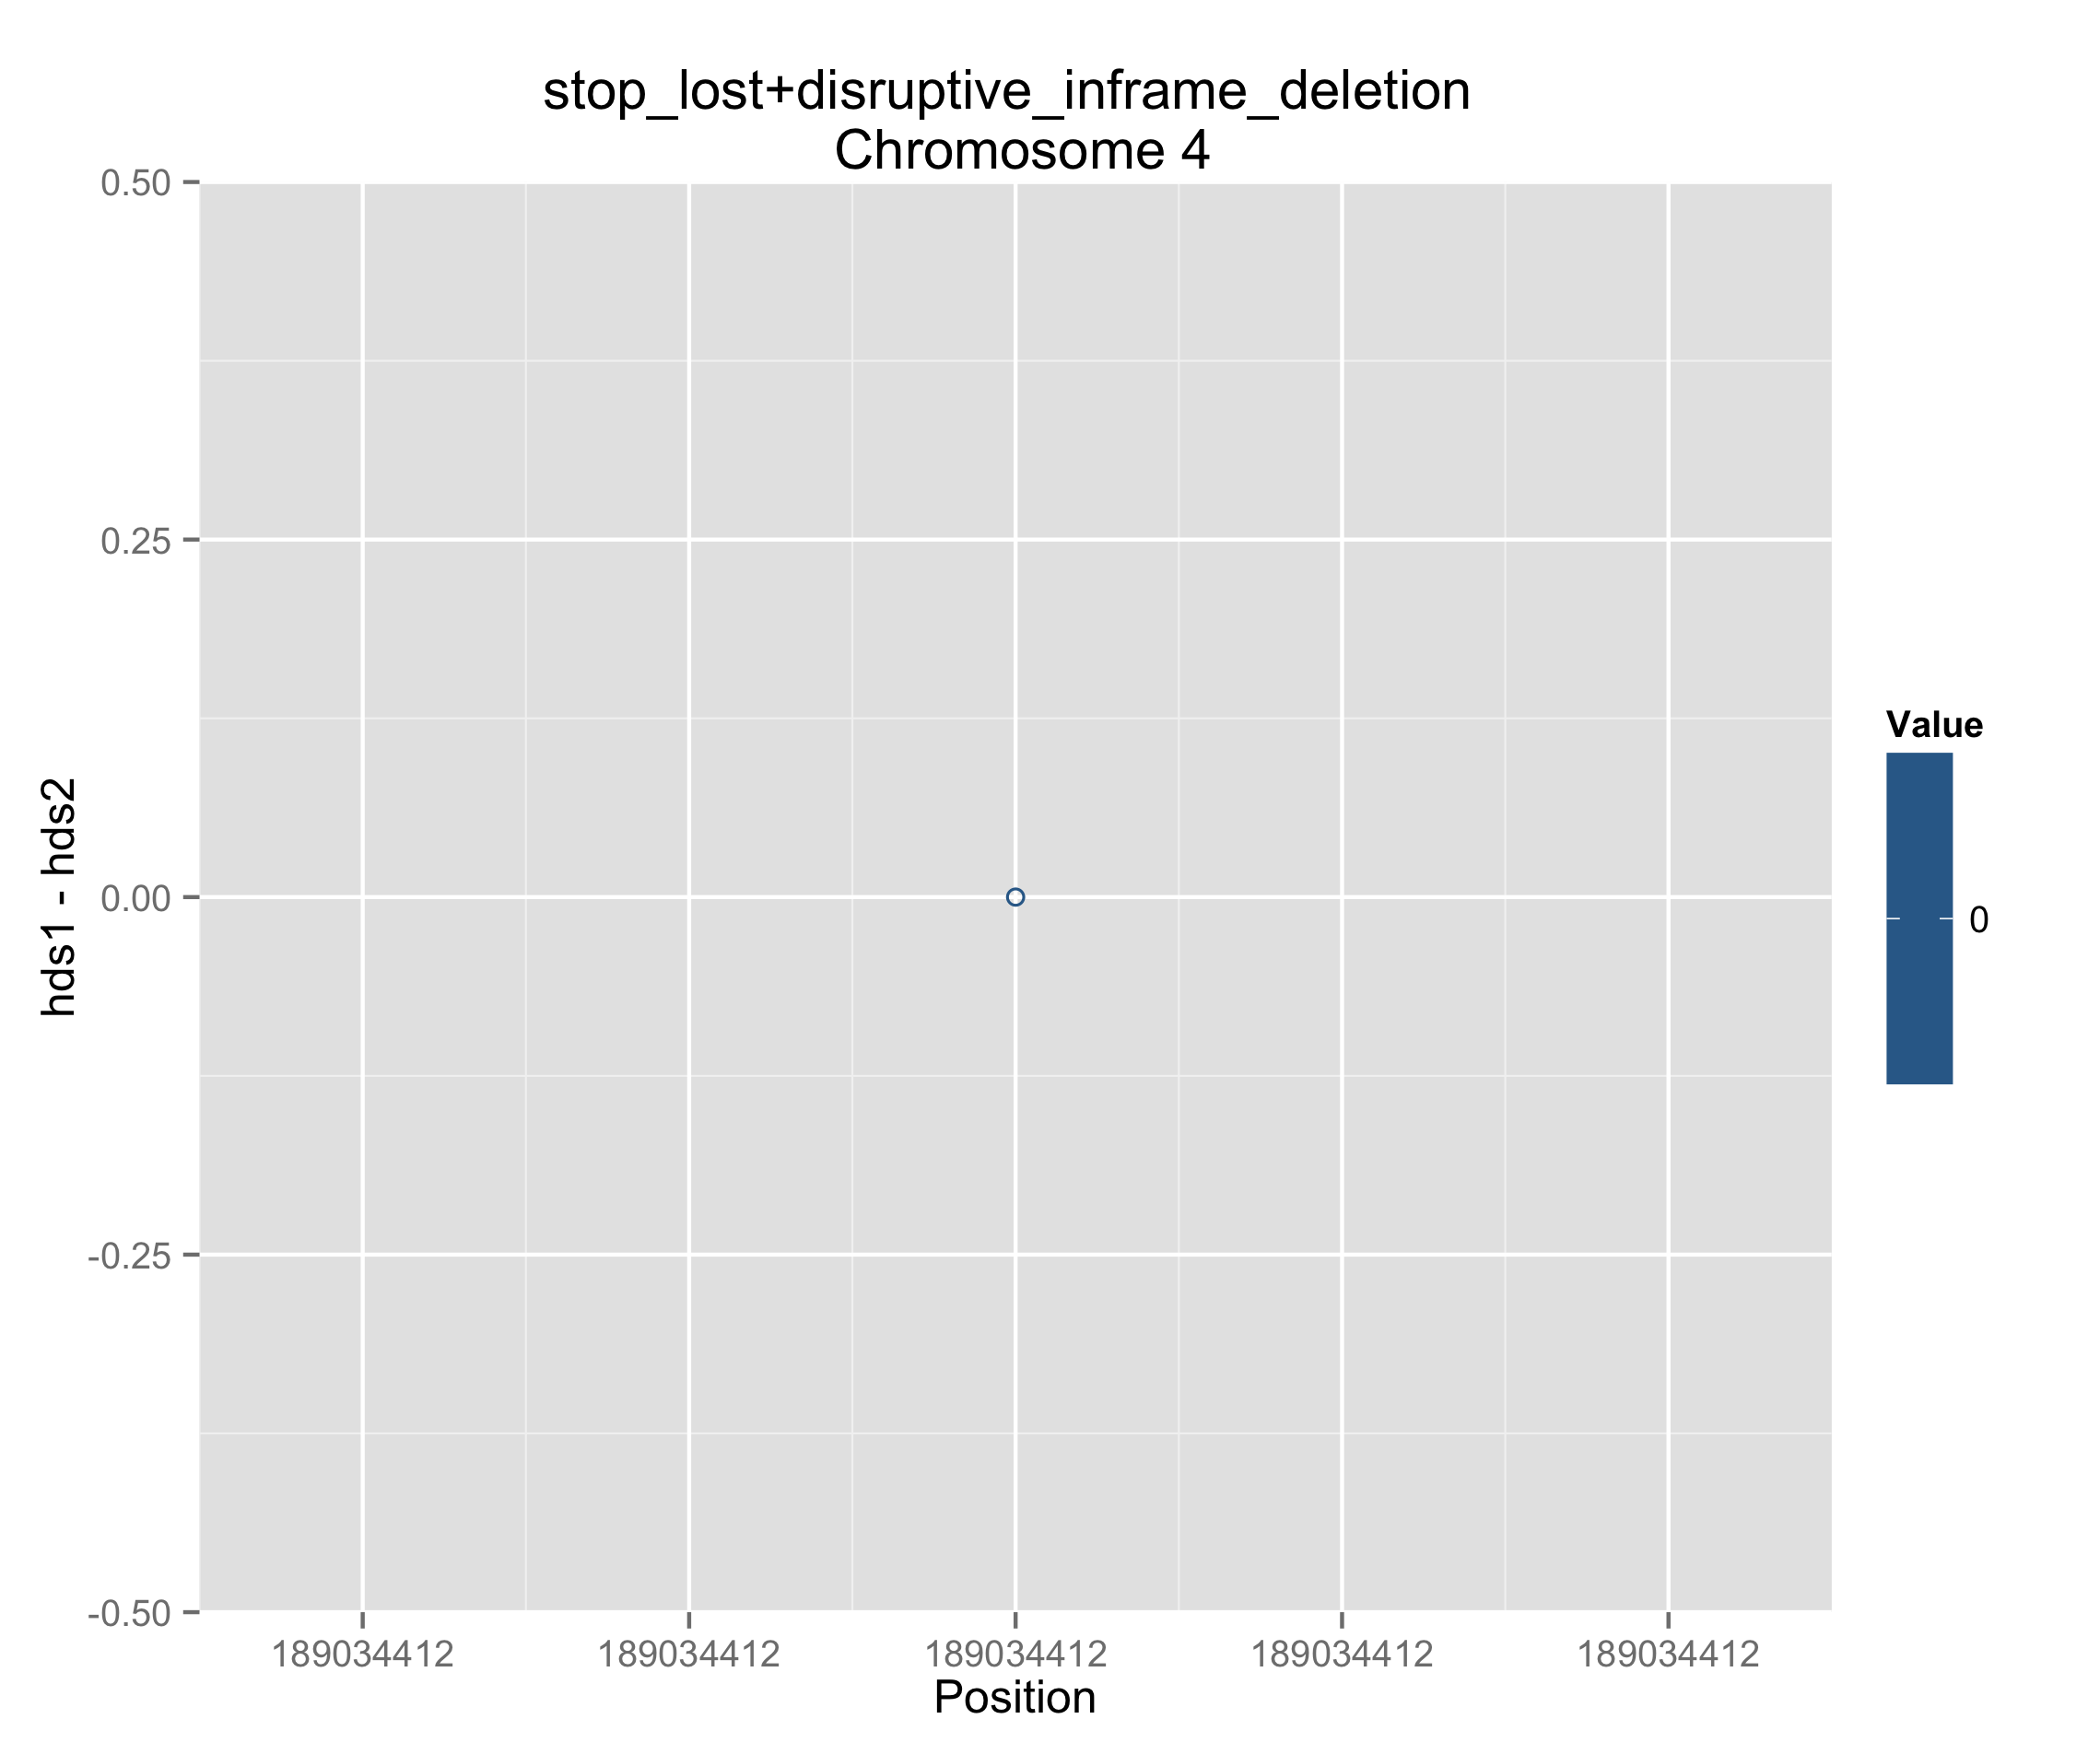 stop_lost+disruptive_inframe_deletion
Chromosome 4
0.50
0.25
0.00
-0.25
-0.50
hds1 - hds2
189034412 189034412 189034412 189034412 189034412
Position
Value
0